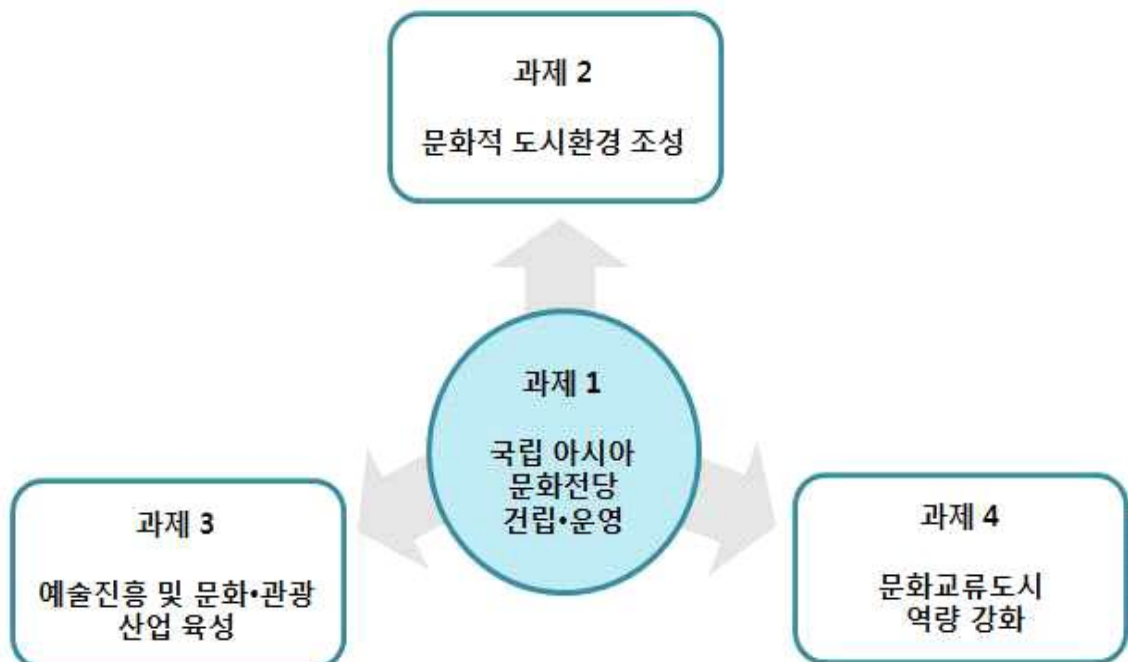 과제 2
문화적 도시환경 조성
과제 1
국립 아시아
문화전당
건립•운영
과제 3
예술진흥 및 문화•관광
산업 육성
과제 4
문화교류도시
역량 강화